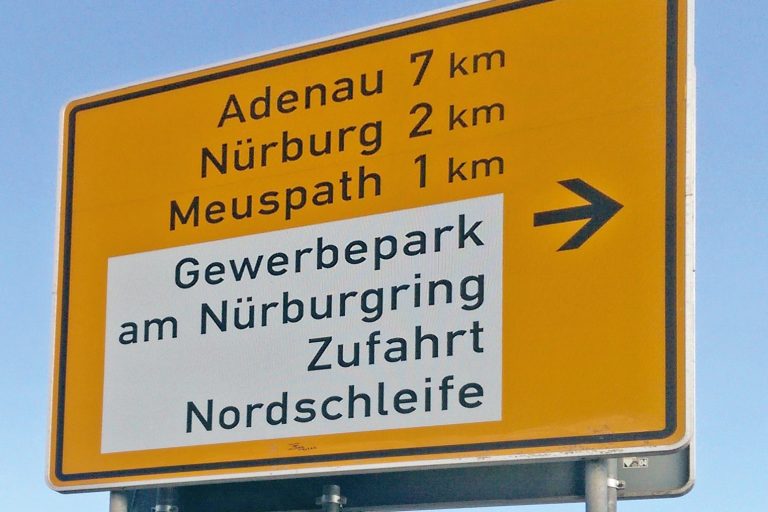 Adenau 7 km
Nürburg 2 km
Meuspath 1 km
Gewerbepark
am Nürburgring
Zufahrt
Nordschleife